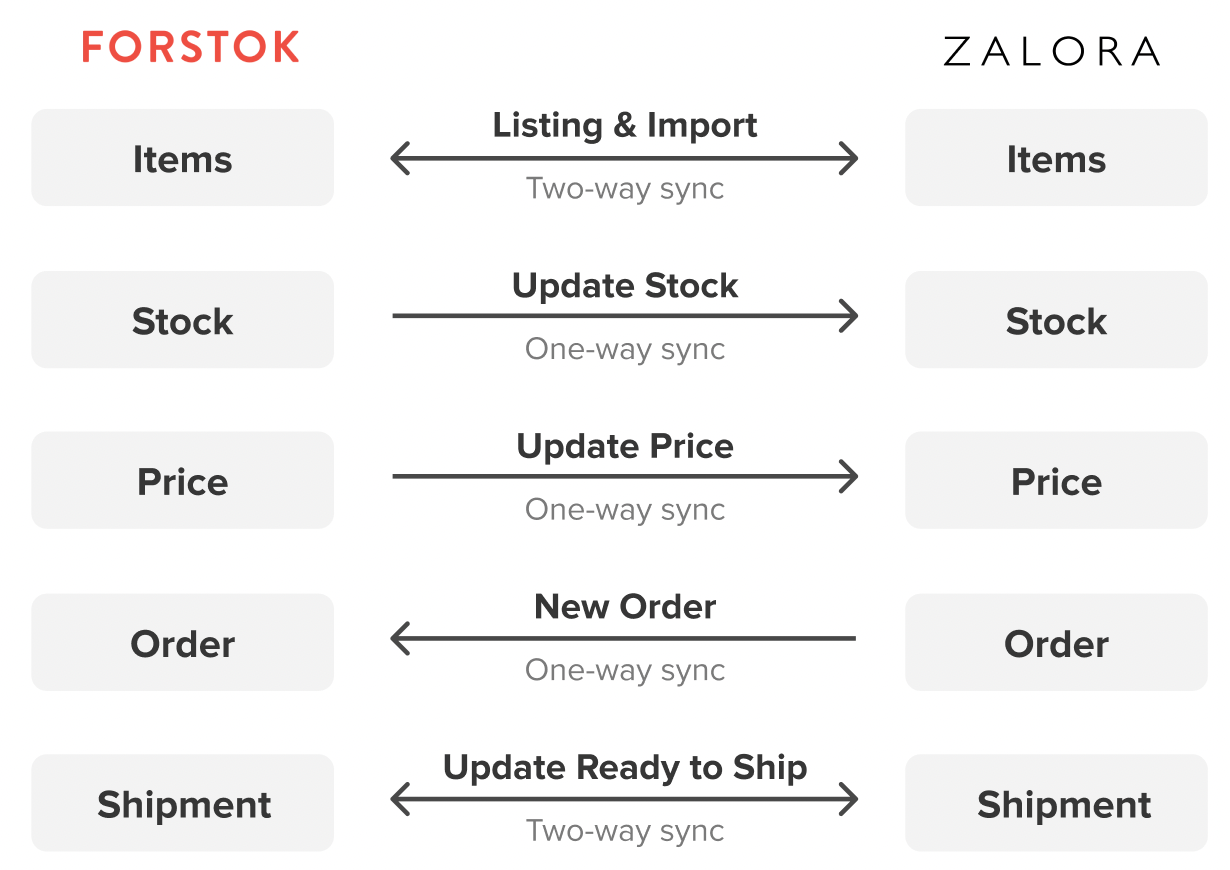 FORSTOK
ZALORA
Items
Listing & Import
Two-way sync
Items
Stock
Update Stock
One-way sync
Stock
Price
Update Price
One-way sync
Price
Order
New Order
One-way sync
Order
Shipment
Update Ready to Ship
Two-way sync
Shipment